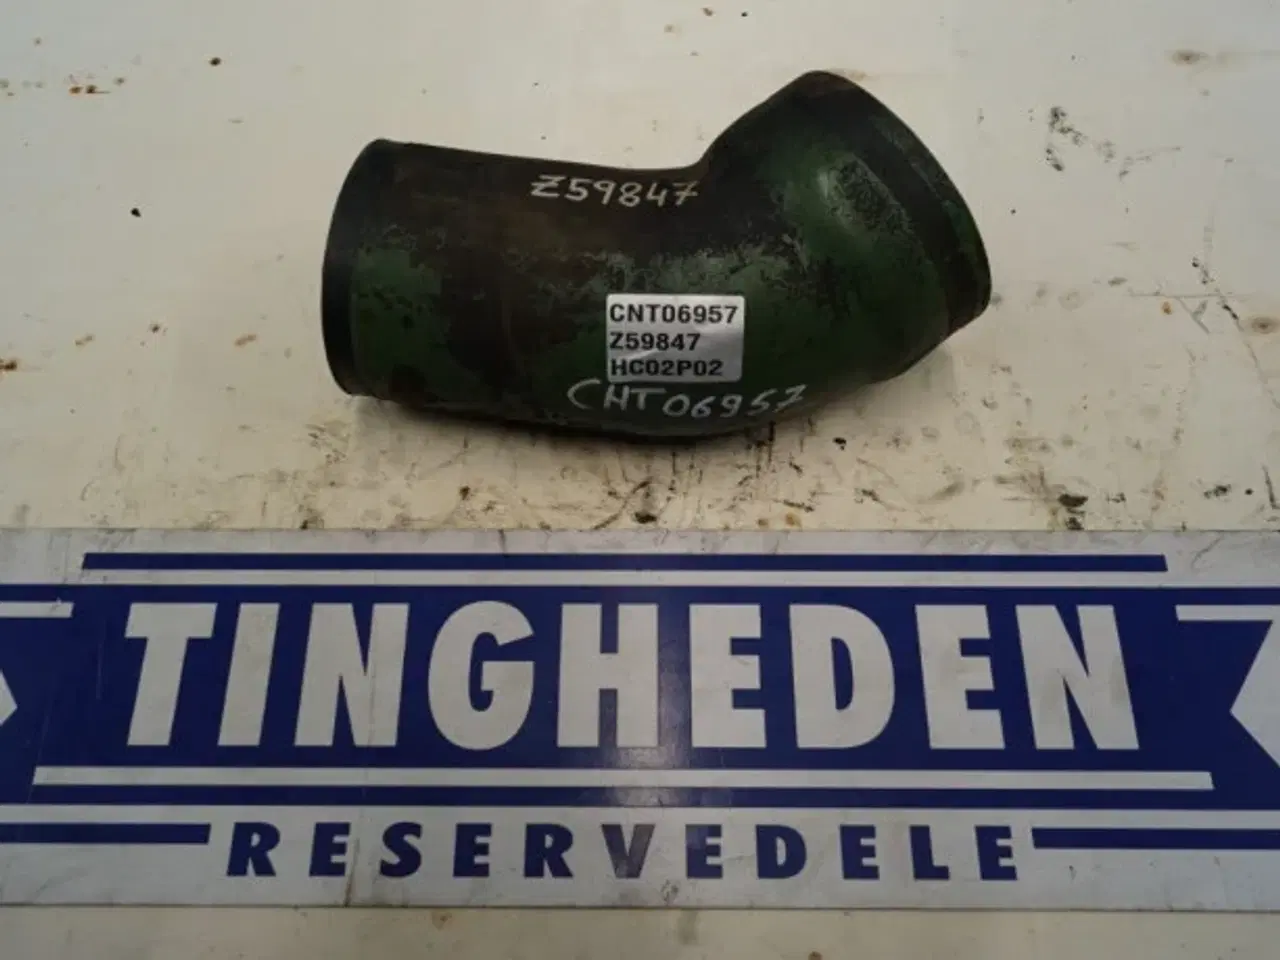 Z59847
CNT06957
Z59847
HC02P02
CNT06957
TINGHEDEN
RESERVEDELE